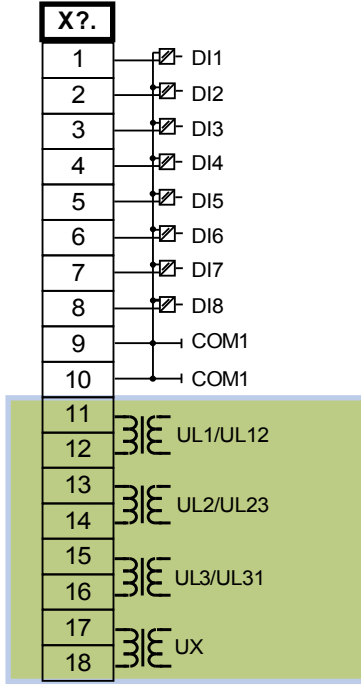 X?.
1 DI1
2 DI2
3 DI3
4 DI4
5 DI5
6 DI6
7 DI7
8 DI8
9 COM1
10 COM1
11
UL1/UL12
12
13
UL2/UL23
14
15
UL3/UL31
16
17
UX
18